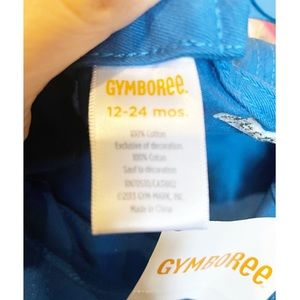 GYMBOREE
12-24 mos.
100% Cotton
Exclusive of decoration
100% Coton
Sauf la décoration
©2013 GYM-MARK, INC.
Made in China
GYMBOREE